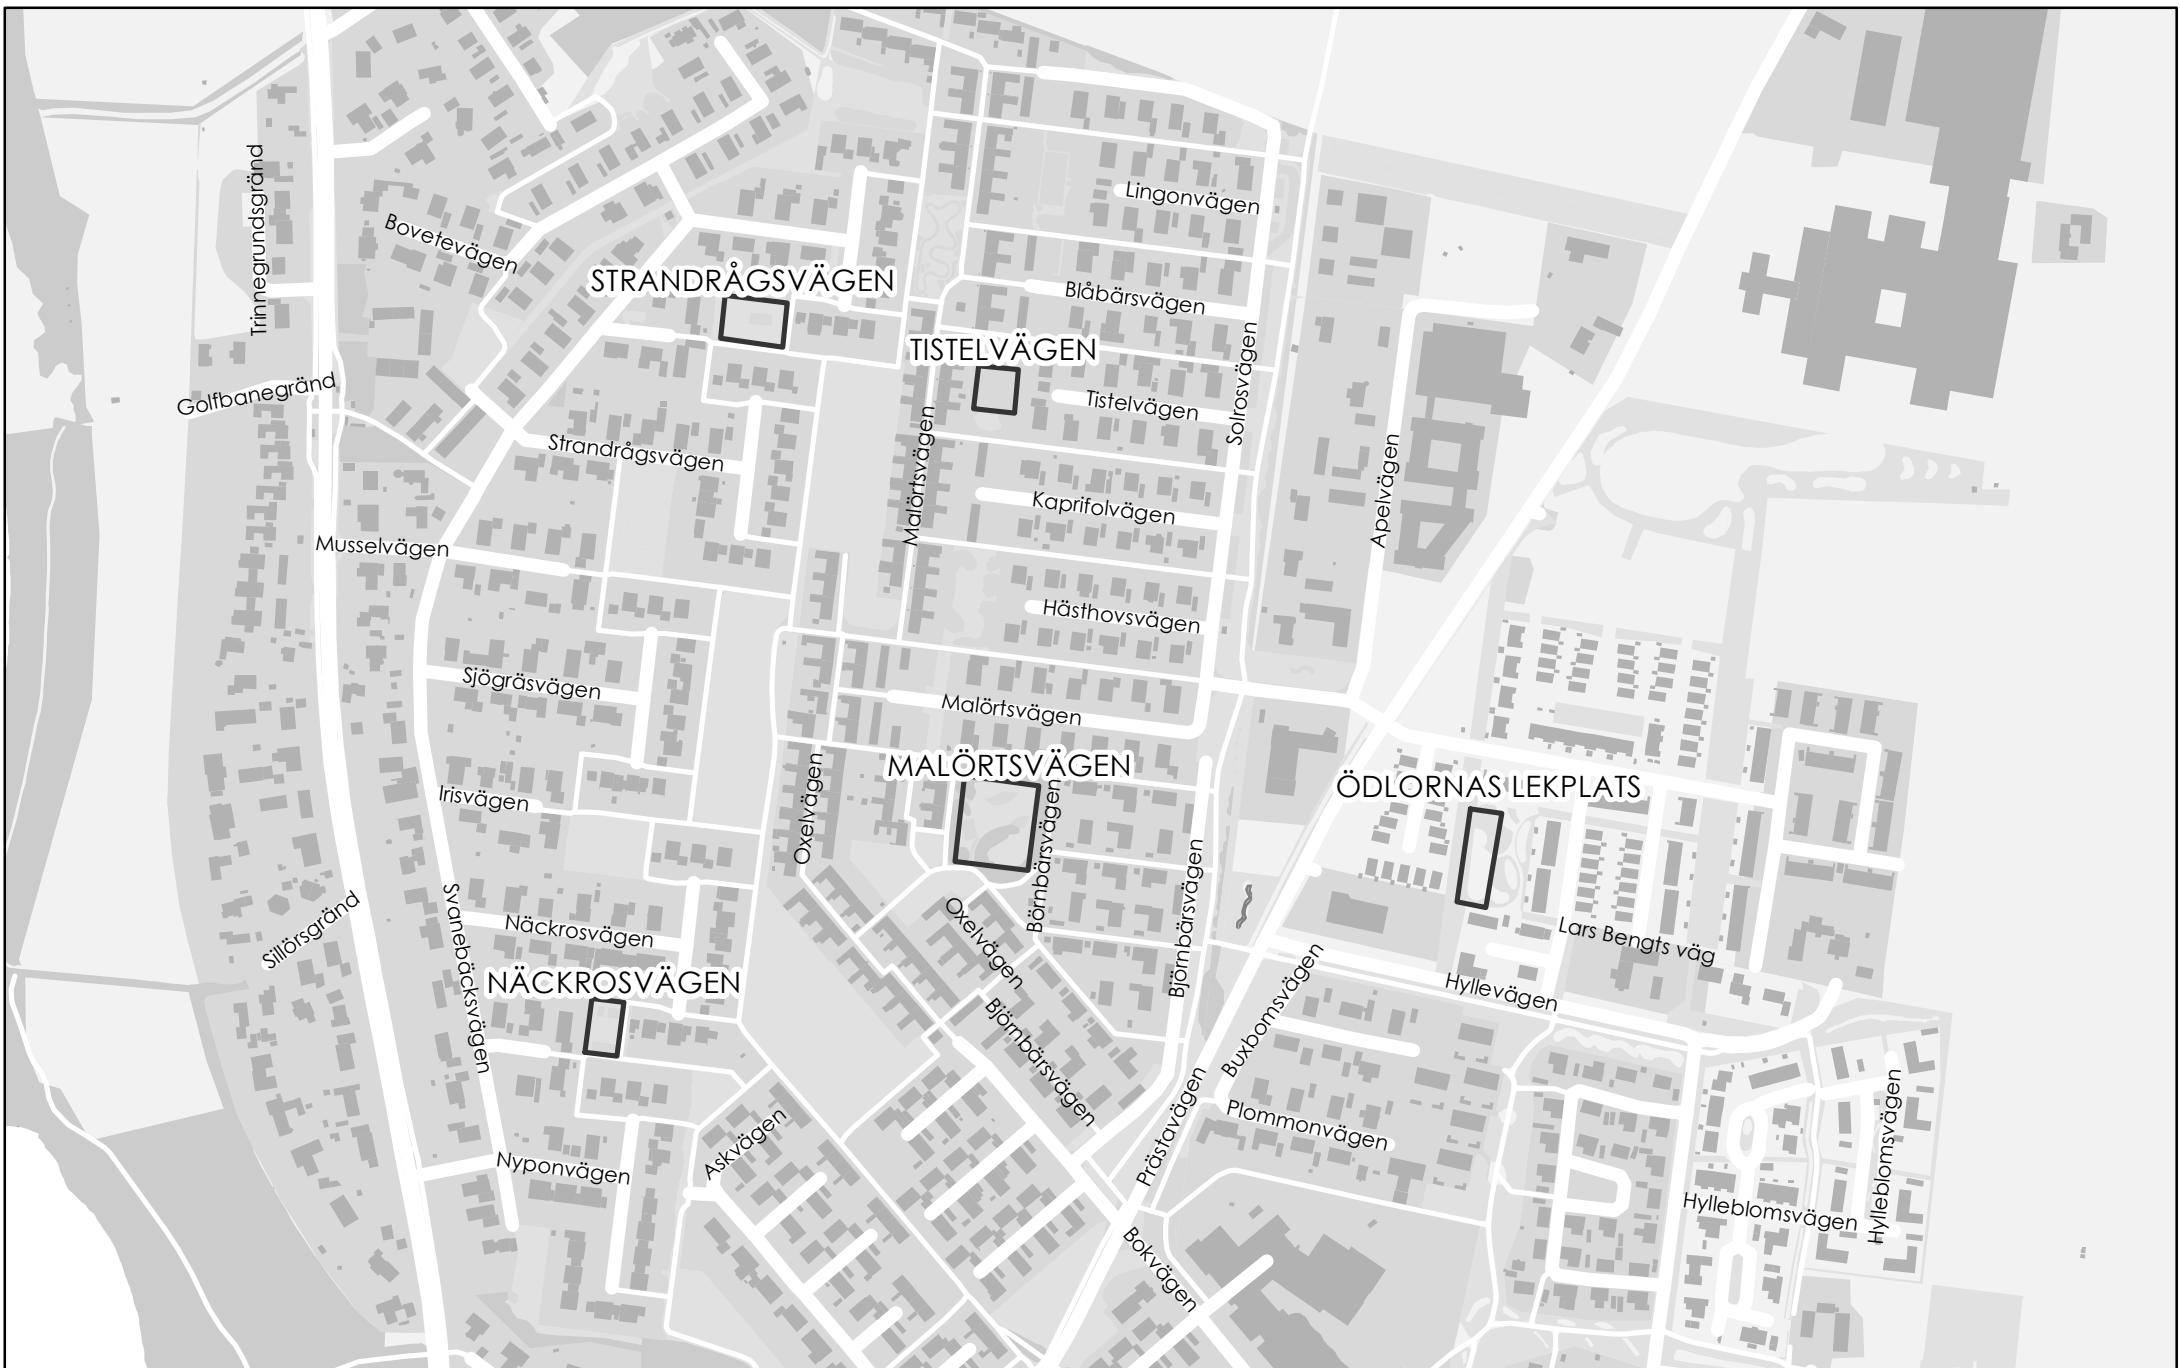 Trinnegrundsgränd
Bovetevägen
Lingonvägen
STRANDRÅGSVÄGEN
Blåbärsvägen
TISTELVÄGEN
Golfbanegränd
Solrosvägen
Tistelvägen
Strandrågsvägen
Malörtsvägen
Apelvägen
Kaprifolvägen
Musselvägen
Hästhovsvägen
Sjögräsvägen
Malörtsvägen
MALÖRTSVÄGEN
ÖDLORNAS LEKPLATS
Irisvägen
Oxelvägen
Börnbärsvägen
Björnbärsvägen
Svanebäcksvägen
Sillörsgränd
Näckrosvägen
Oxelvägen
Lars Bengts väg
NÄCKROSVÄGEN
Hyllevägen
Buxbomsvägen
Björnbärsvägen
Prästavägen
Plommonvägen
Askvägen
Nyponvägen
Hylleblomsvägen
Hylleblomsvägen
Bokvägen